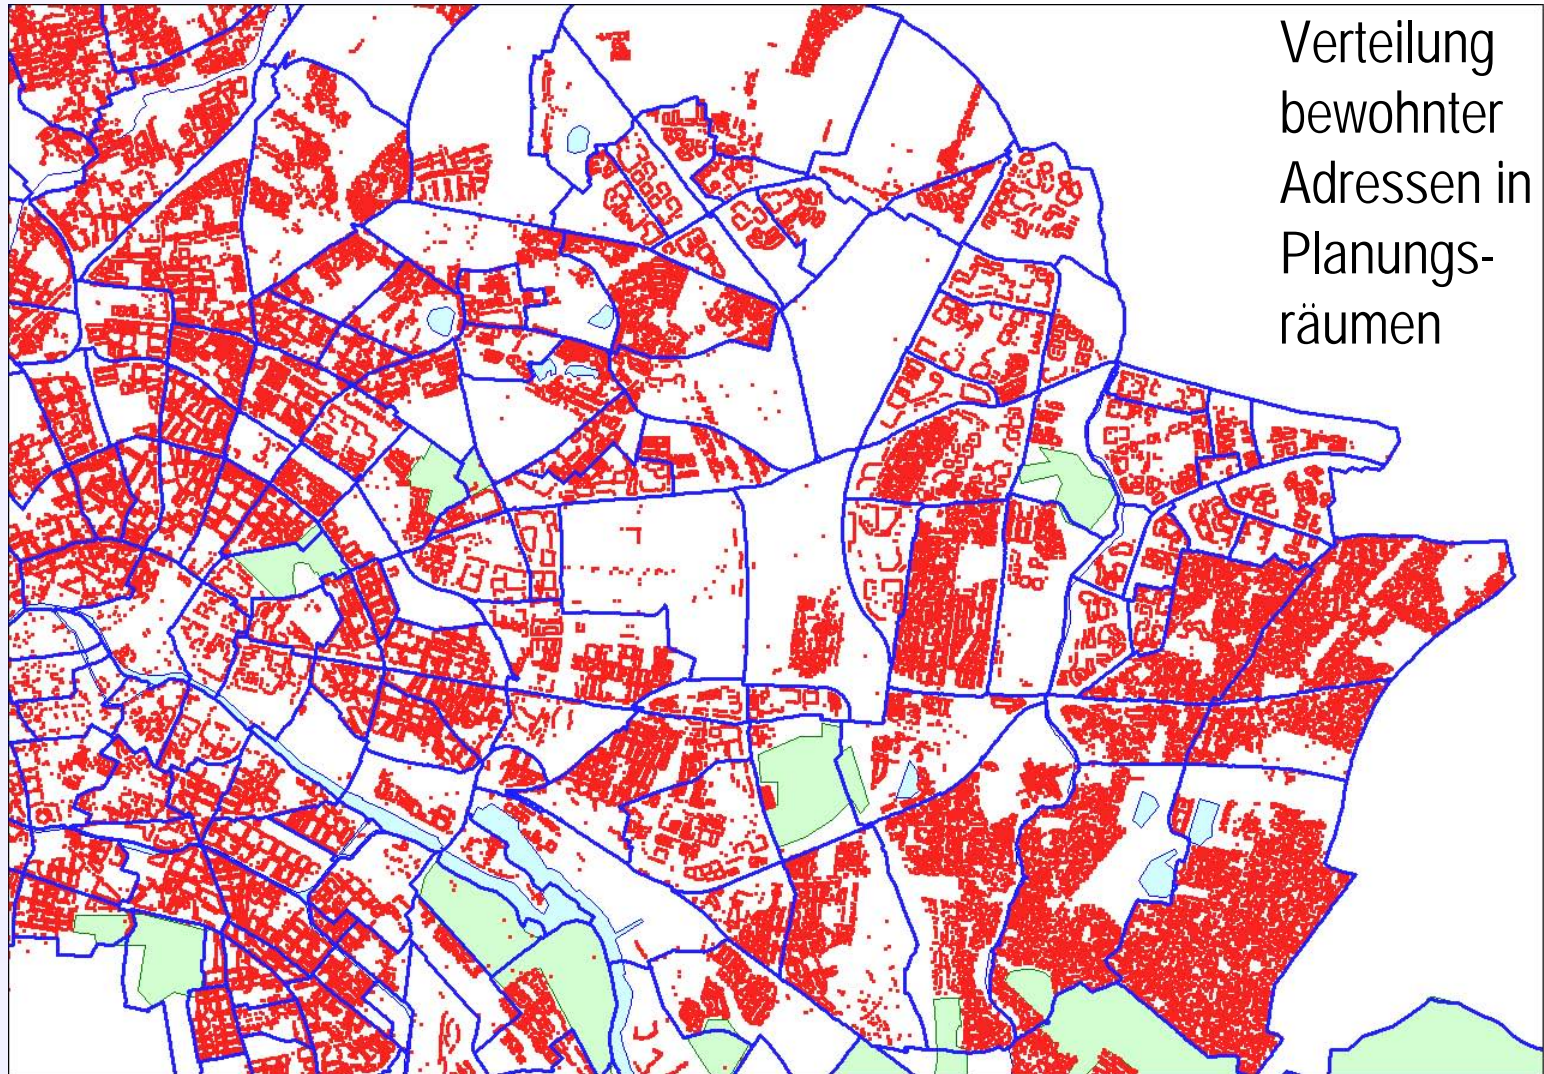 Verteilung
bewohnter
Adressen in
Planungs-
räumen